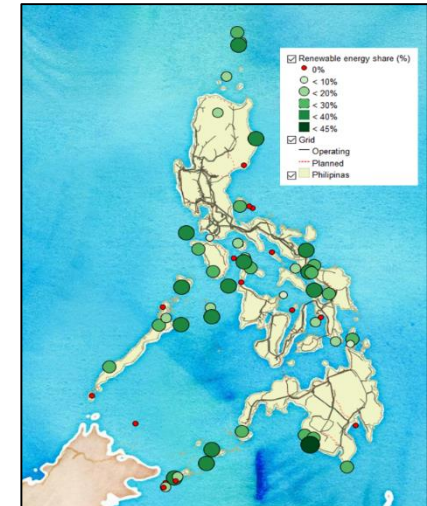 Renewable energy share (%)
0%
< 10%
< 20%
< 30%
< 40%
< 45%
Grid
Operating
Planned
Philipinas